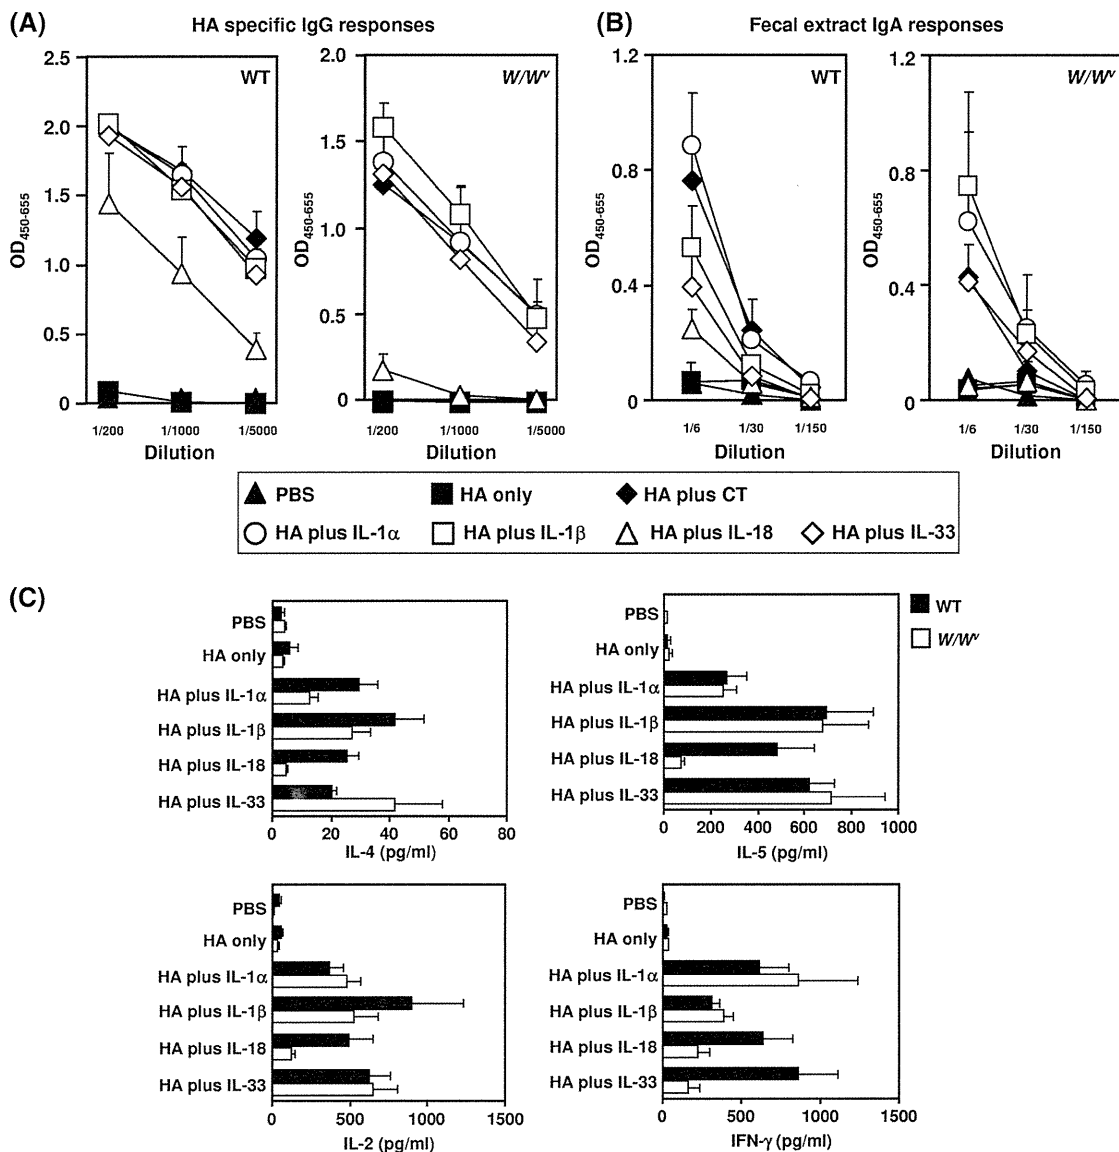 (A) HA specific IgG responses
(B) Fecal extract IgA responses
WT
2.5
2.0
1.5
1.0
0.5
0
OD450-655
1/200 1/1000 1/5000
Dilution
W/Wv
2.0
1.5
1.0
0.5
0
OD450-655
1/200 1/1000 1/5000
Dilution
WT
1.2
0.8
0.4
0
OD450-655
1/6 1/30 1/150
Dilution
W/Wv
1.2
0.8
0.4
0
OD450-655
1/6 1/30 1/150
Dilution
PBS HA only HA plus CT
HA plus IL-1α HA plus IL-1β HA plus IL-18 HA plus IL-33
(C)
PBS
HA only
HA plus IL-1α
HA plus IL-1β
HA plus IL-18
HA plus IL-33
0 20 40 60 80
IL-4 (pg/ml)
PBS
HA only
HA plus IL-1α
HA plus IL-1β
HA plus IL-18
HA plus IL-33
0 200 400 600 800 1000
IL-5 (pg/ml)
WT
W/Wv
PBS
HA only
HA plus IL-1α
HA plus IL-1β
HA plus IL-18
HA plus IL-33
0 500 1000 1500
IL-2 (pg/ml)
PBS
HA only
HA plus IL-1α
HA plus IL-1β
HA plus IL-18
HA plus IL-33
0 500 1000 1500
IFN-γ (pg/ml)